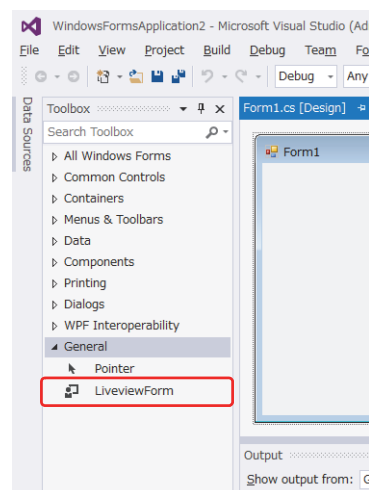 WindowsFormsApplication2 - Microsoft Visual Studio (Ad
File Edit View Project Build Debug Team
Debug Any
Data Sources
Toolbox
Form1.cs [Design]
Search Toolbox
Form1
All Windows Forms
Common Controls
Containers
Menus & Toolbars
Data
Components
Printing
Dialogs
WPF Interoperability
General
Pointer
LiveviewForm
Output
Show output from: